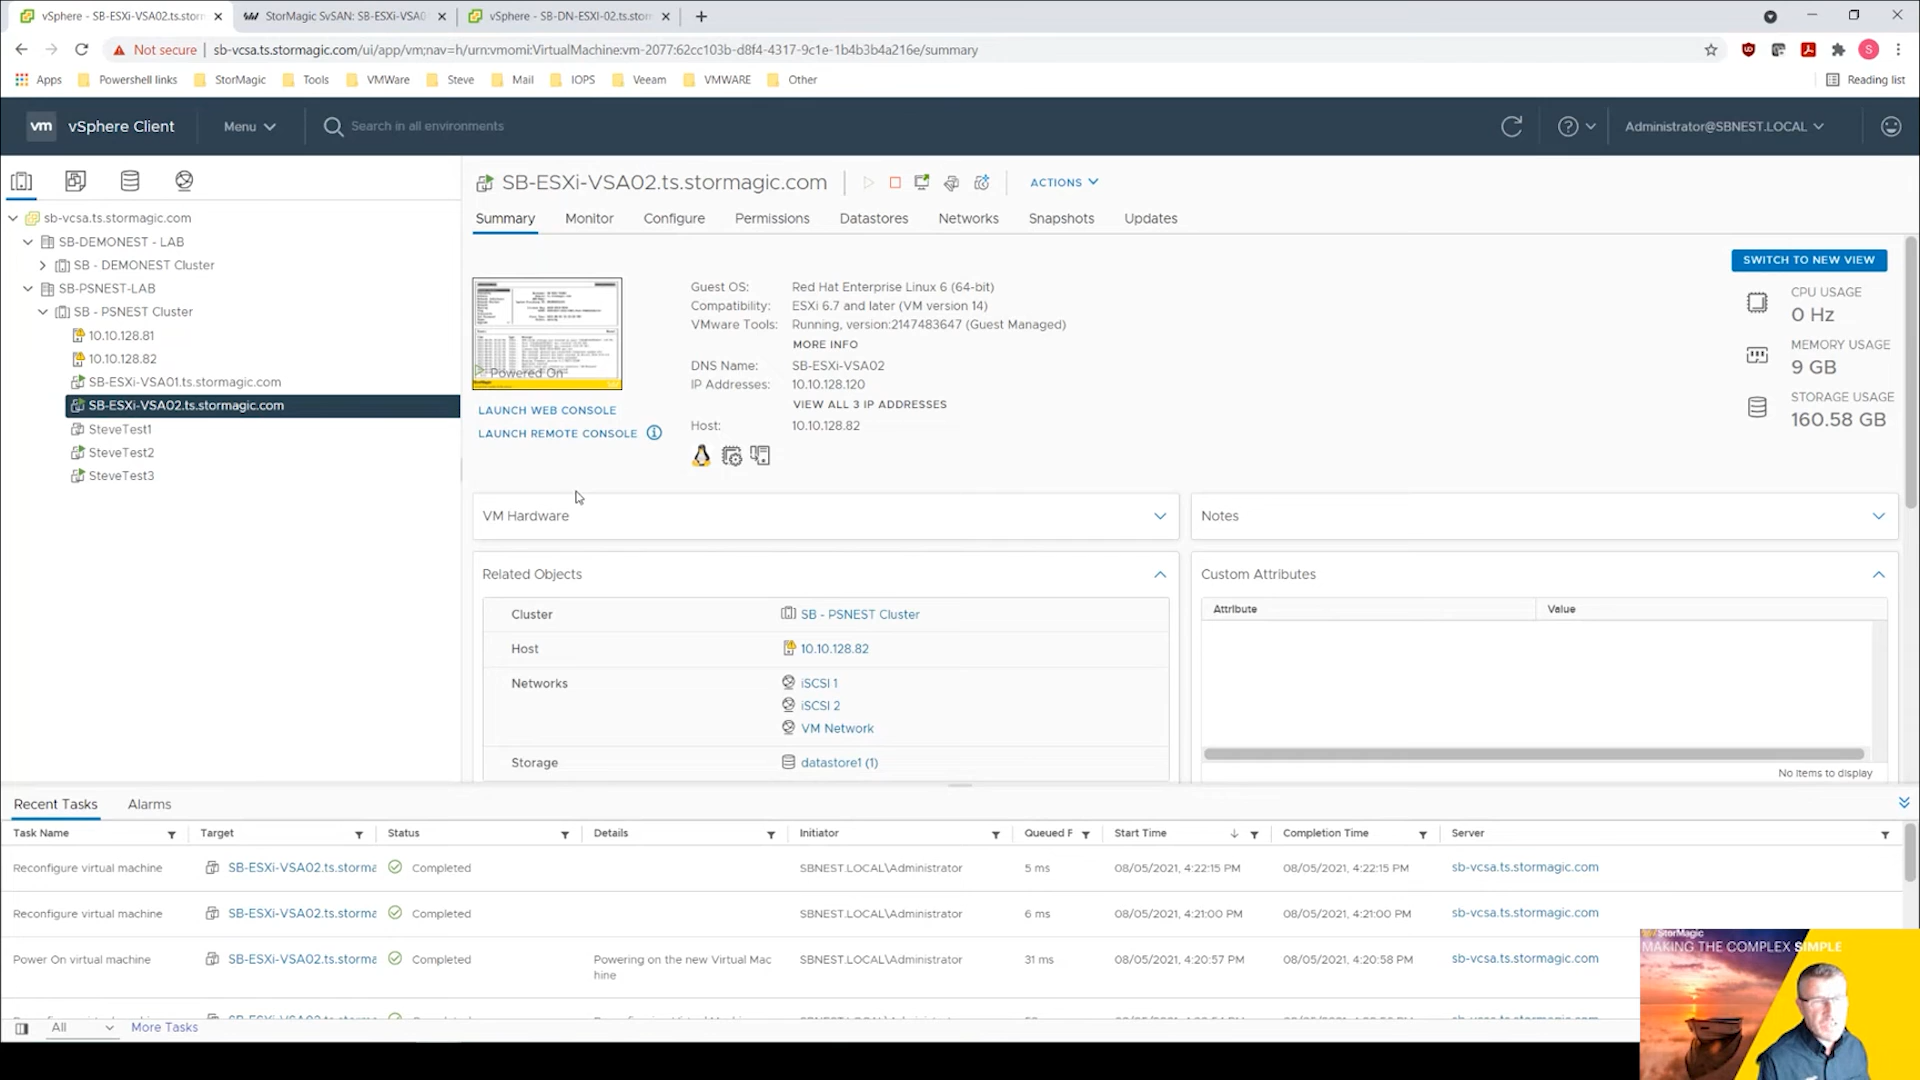 vSphere - SB-ESXi-VSA02.ts.storm
StorMagic SvSAN: SB-ESXi-VSA0
vSphere - SB-DN-ESXI-02.ts.storm
Not secure
sb-vcsa.ts.stormagic.com/ui/app/vm;nav=h/urn:vmomi:VirtualMachine:vm-2077:62cc103b-d8f4-4317-9c1e-1b4b3b4a216e/summary
Apps Powershell links StorMagic Tools VMWare Steve Mail IOPS Veeam VMWARE Other Reading list
vm vSphere Client Menu Search in all environments Administrator@SBNEST.LOCAL
sb-vcsa.ts.stormagic.com
SB-DEMONEST - LAB
SB - DEMONEST Cluster
SB-PSNEST-LAB
SB - PSNEST Cluster
10.10.128.81
10.10.128.82
SB-ESXi-VSA01.ts.stormagic.com
SB-ESXi-VSA02.ts.stormagic.com
SteveTest1
SteveTest2
SteveTest3
SB-ESXi-VSA02.ts.stormagic.com ACTIONS
Summary Monitor Configure Permissions Datastores Networks Snapshots Updates
SWITCH TO NEW VIEW
Powered On
LAUNCH WEB CONSOLE
LAUNCH REMOTE CONSOLE
Guest OS: Red Hat Enterprise Linux 6 (64-bit)
Compatibility: ESXi 6.7 and later (VM version 14)
VMware Tools: Running, version:2147483647 (Guest Managed)
MORE INFO
DNS Name: SB-ESXi-VSA02
IP Addresses: 10.10.128.120
VIEW ALL 3 IP ADDRESSES
Host: 10.10.128.82
CPU USAGE
0 Hz
MEMORY USAGE
9 GB
STORAGE USAGE
160.58 GB
VM Hardware
Notes
Related Objects
Cluster SB - PSNEST Cluster
Host 10.10.128.82
Networks iSCSI 1
iSCSI 2
VM Network
Storage datastore1 (1)
Custom Attributes
Attribute Value
No items to display
Recent Tasks Alarms
Task Name Target Status Details Initiator Queued F Start Time Completion Time Server
Reconfigure virtual machine SB-ESXi-VSA02.ts.storma Completed SBNEST.LOCAL\Administrator 5 ms 08/05/2021, 4:22:15 PM 08/05/2021, 4:22:15 PM sb-vcsa.ts.stormagic.com
Reconfigure virtual machine SB-ESXi-VSA02.ts.storma Completed SBNEST.LOCAL\Administrator 6 ms 08/05/2021, 4:21:00 PM 08/05/2021, 4:21:00 PM sb-vcsa.ts.stormagic.com
Power On virtual machine SB-ESXi-VSA02.ts.storma Completed Powering on the new Virtual Mac
hine SBNEST.LOCAL\Administrator 31 ms 08/05/2021, 4:20:57 PM 08/05/2021, 4:20:58 PM sb-vcsa.ts.stormagic.com
All More Tasks
StorMagic
MAKING THE COMPLEX SIMPLE